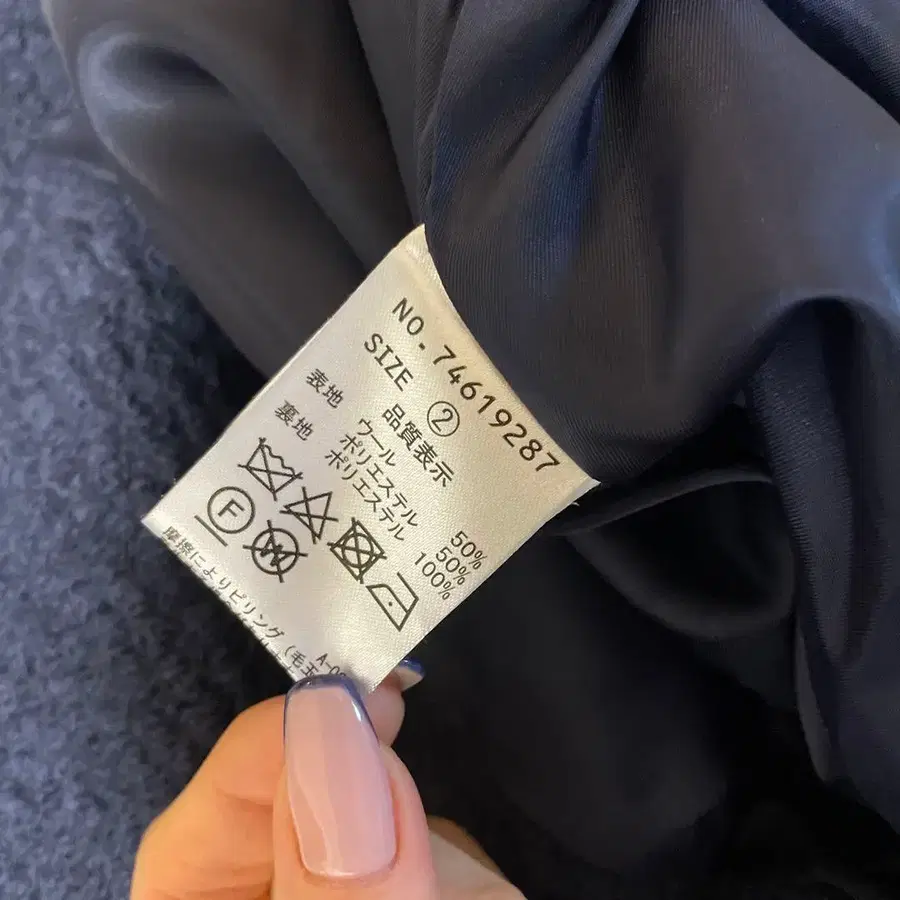 NO. 74619287
SIZE ②
品質表示
表地 ウール 50%
ポリエステル 50%
裏地 ポリエステル 100%
F
W
A-0
摩擦によりピリング(毛玉